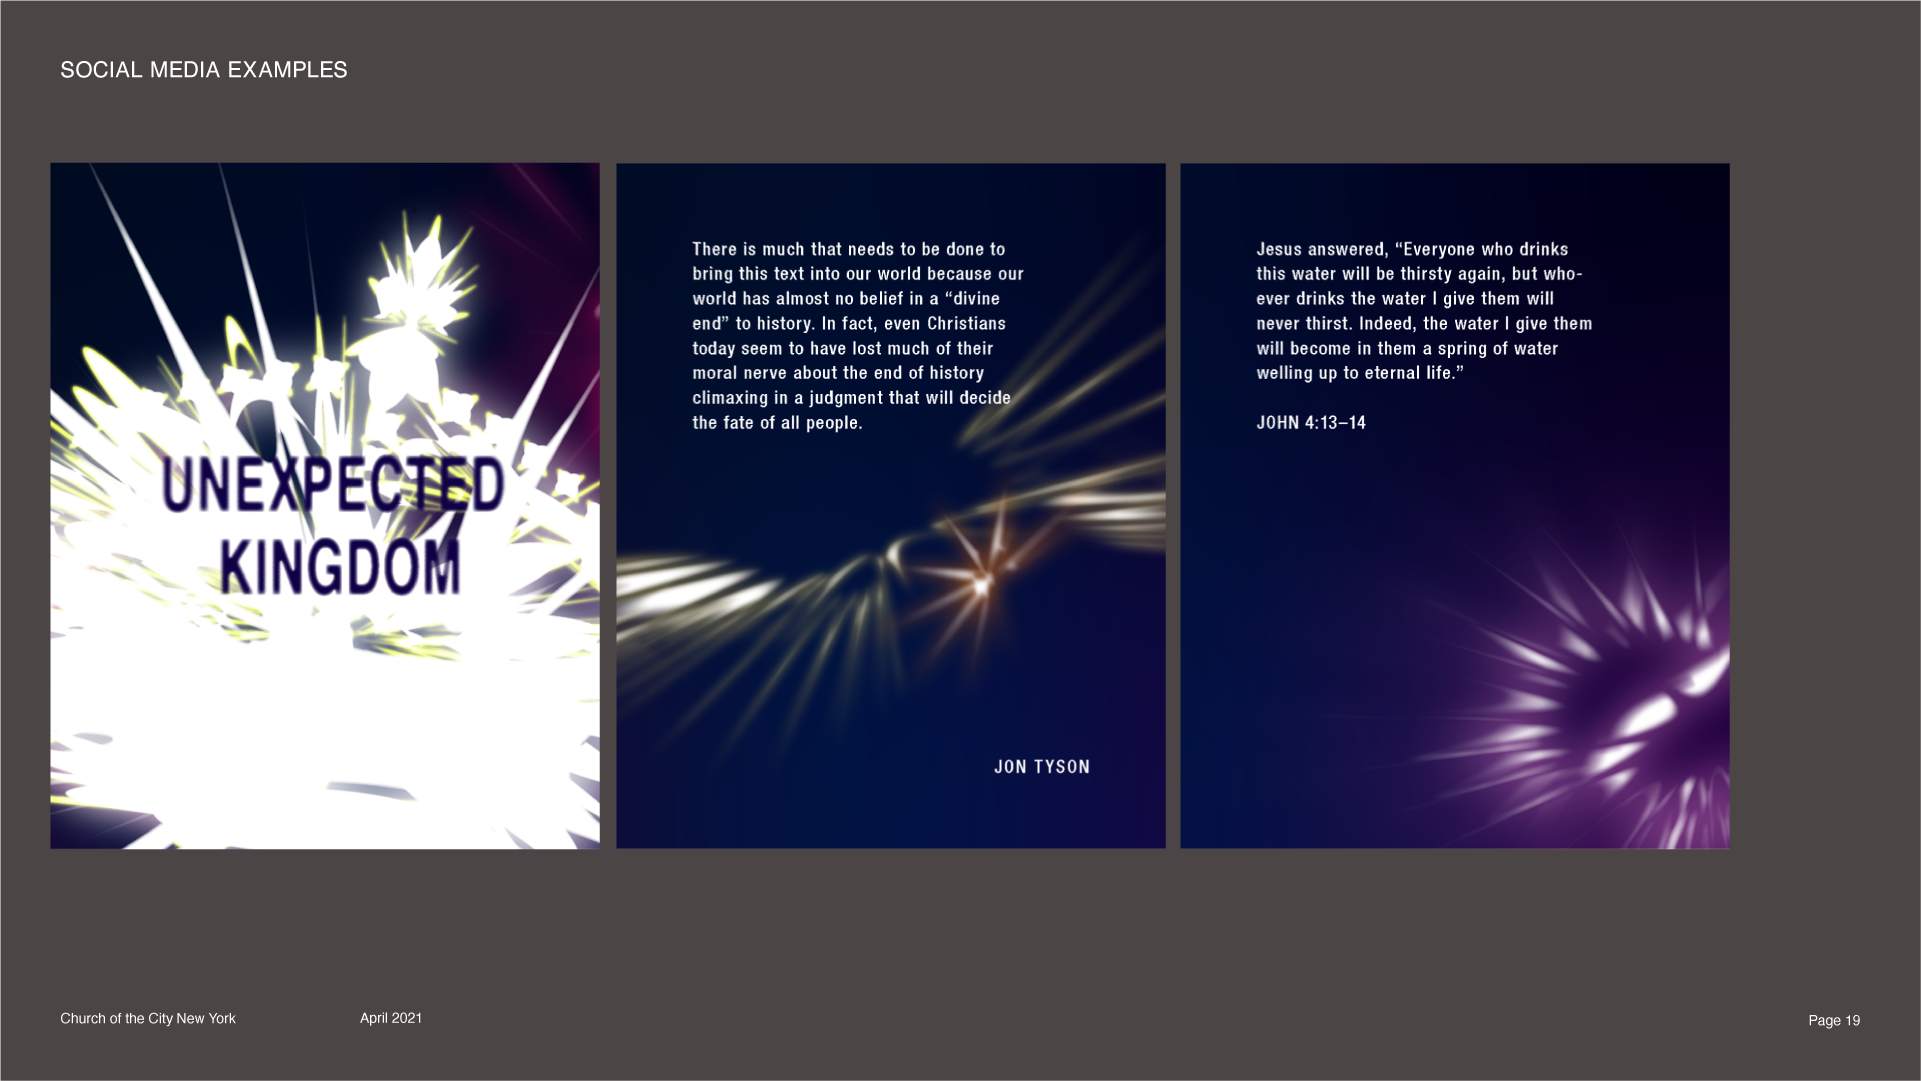 SOCIAL MEDIA EXAMPLES
UNEXPECTED
KINGDOM
There is much that needs to be done to
bring this text into our world because our
world has almost no belief in a “divine
end” to history. In fact, even Christians
today seem to have lost much of their
moral nerve about the end of history
climaxing in a judgment that will decide
the fate of all people.
JON TYSON
Jesus answered, “Everyone who drinks
this water will be thirsty again, but who-
ever drinks the water I give them will
never thirst. Indeed, the water I give them
will become in them a spring of water
welling up to eternal life.”
JOHN 4:13–14
Church of the City New York
April 2021
Page 19